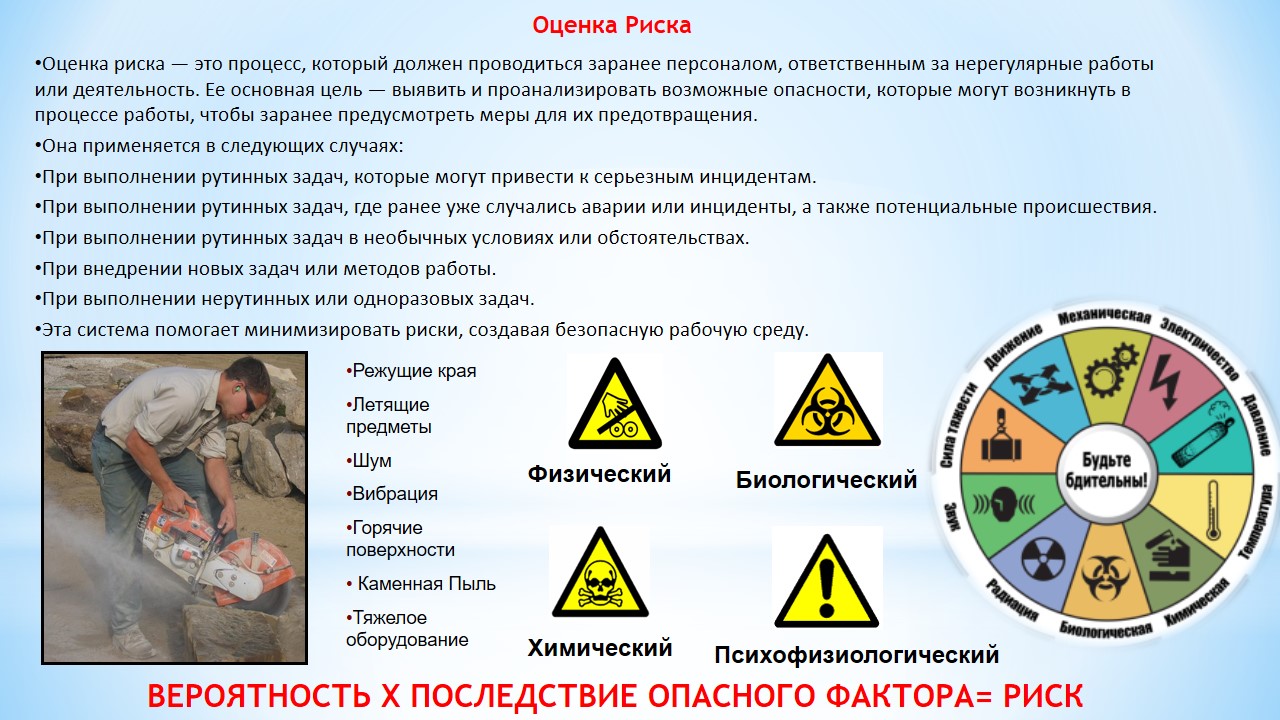 Оценка Риска
•Оценка риска — это процесс, который должен проводиться заранее персоналом, ответственным за нерегулярные работы
или деятельность. Ее основная цель — выявить и проанализировать возможные опасности, которые могут возникнуть в
процессе работы, чтобы заранее предусмотреть меры для их предотвращения.
•Она применяется в следующих случаях:
•При выполнении рутинных задач, которые могут привести к серьезным инцидентам.
•При выполнении рутинных задач, где ранее уже случались аварии или инциденты, а также потенциальные происшествия.
•При выполнении рутинных задач в необычных условиях или обстоятельствах.
•При внедрении новых задач или методов работы.
•При выполнении нерутинных или одноразовых задач.
•Эта система помогает минимизировать риски, создавая безопасную рабочую среду.
•Режущие края
•Летящие
предметы
•Шум
•Вибрация
•Горячие
поверхности
• Каменная Пыль
•Тяжелое
оборудование
Физический
Биологический
Химический
Психофизиологический
Механическая
Электричество
Давление
Температура
Химическая
Биологическая
Радиация
Звук
Сила тяжести
Движение
Будьте
бдительны!
ВЕРОЯТНОСТЬ X ПОСЛЕДСТВИЕ ОПАСНОГО ФАКТОРА= РИСК